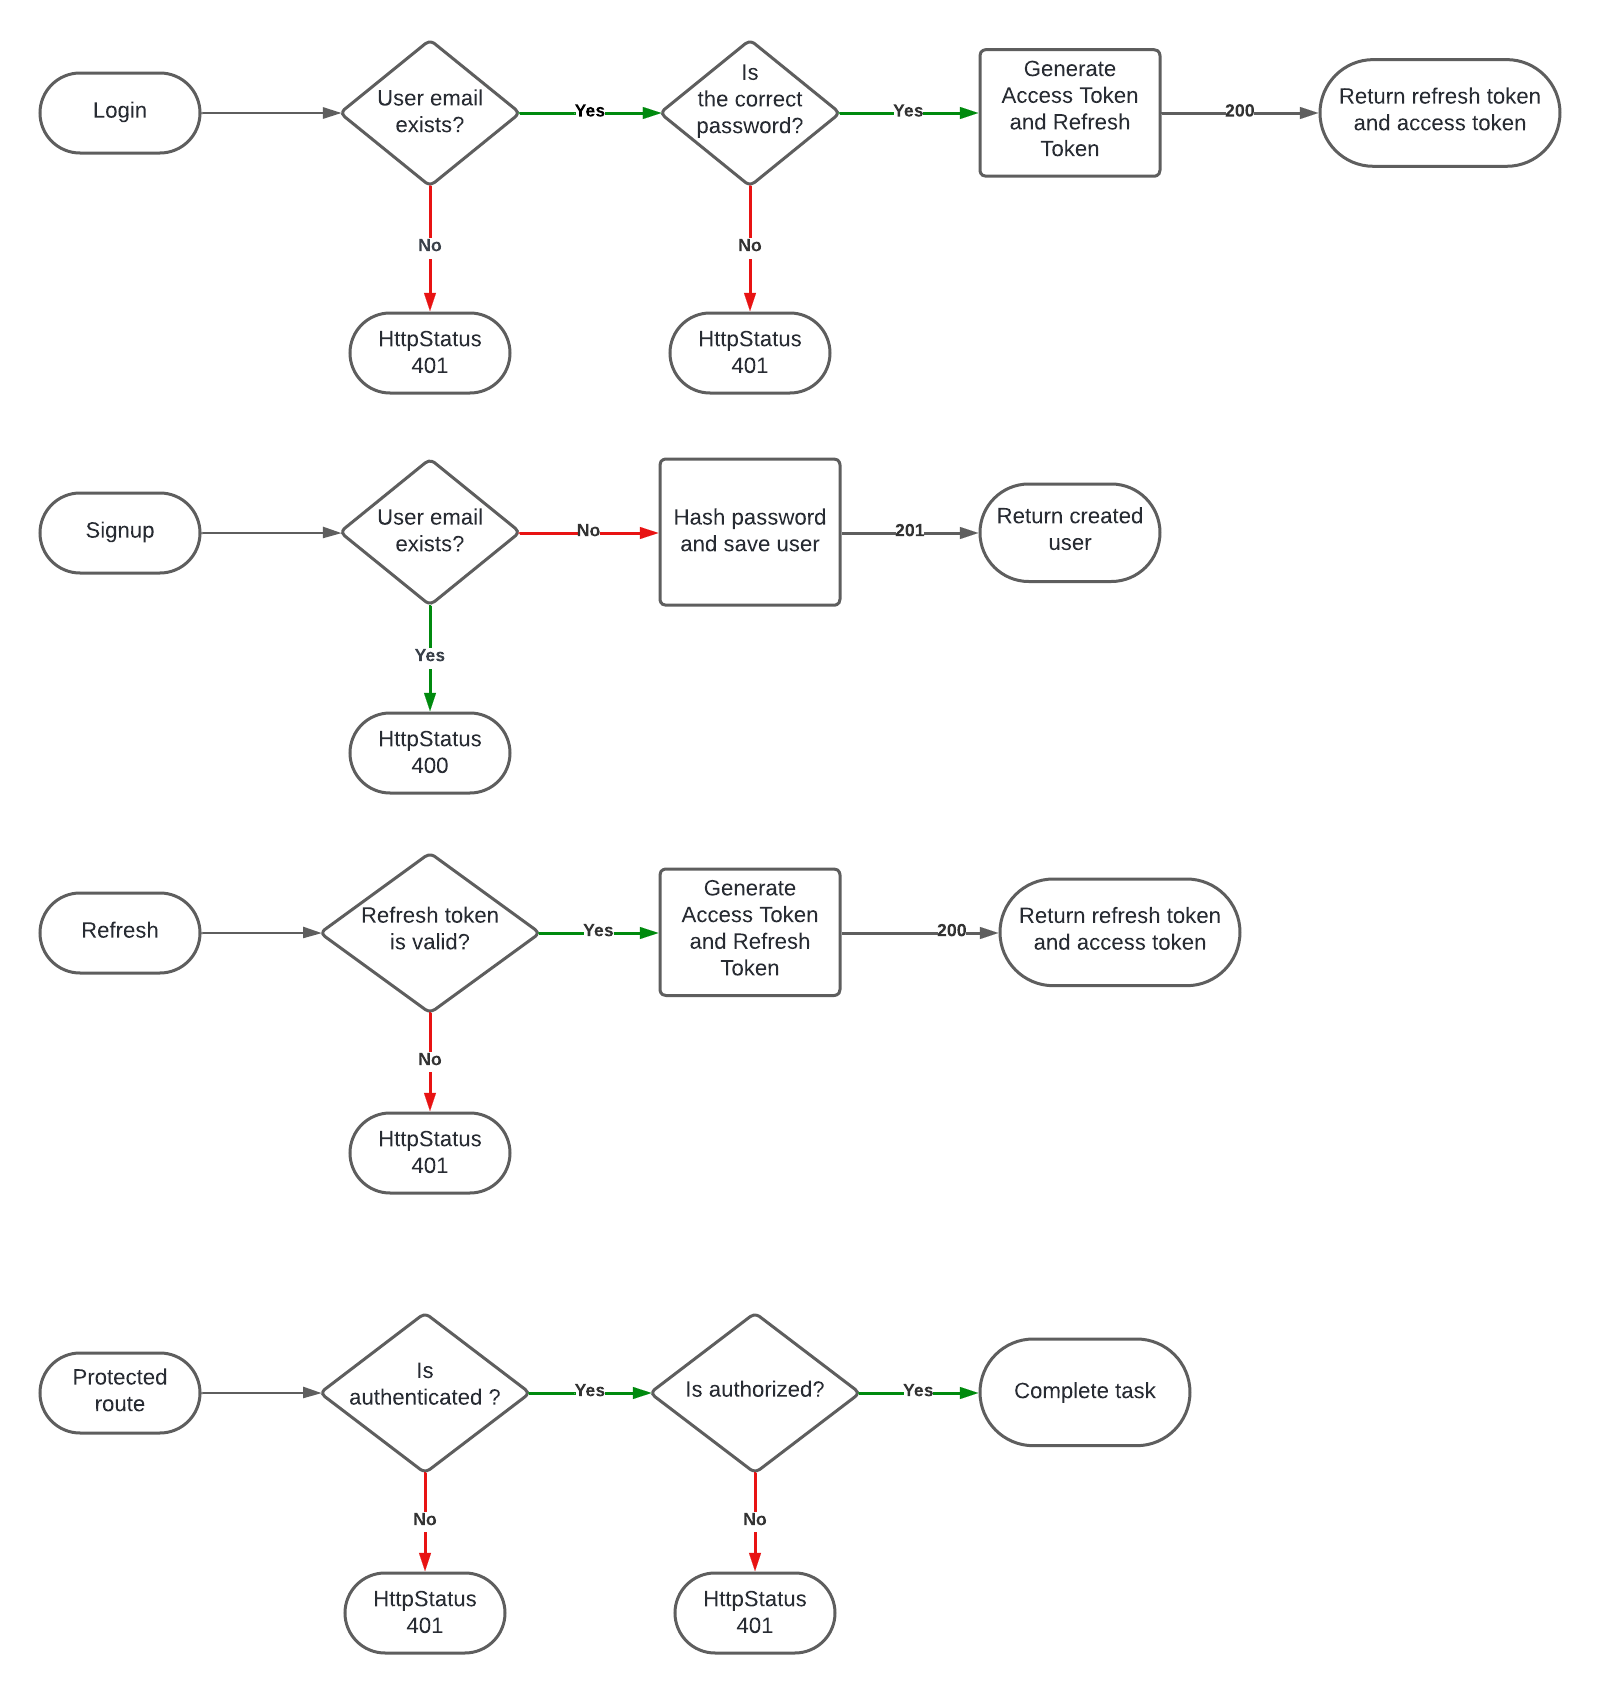 Login
User email
exists?
Yes
Is
the correct
password?
Yes
Generate
Access Token
and Refresh
Token
200
Return refresh token
and access token
No
No
HttpStatus
401
HttpStatus
401
Signup
User email
exists?
No
Hash password
and save user
201
Return created
user
Yes
HttpStatus
400
Refresh
Refresh token
is valid?
Yes
Generate
Access Token
and Refresh
Token
200
Return refresh token
and access token
No
HttpStatus
401
Protected
route
Is
authenticated ?
Yes
Is authorized?
Yes
Complete task
No
No
HttpStatus
401
HttpStatus
401